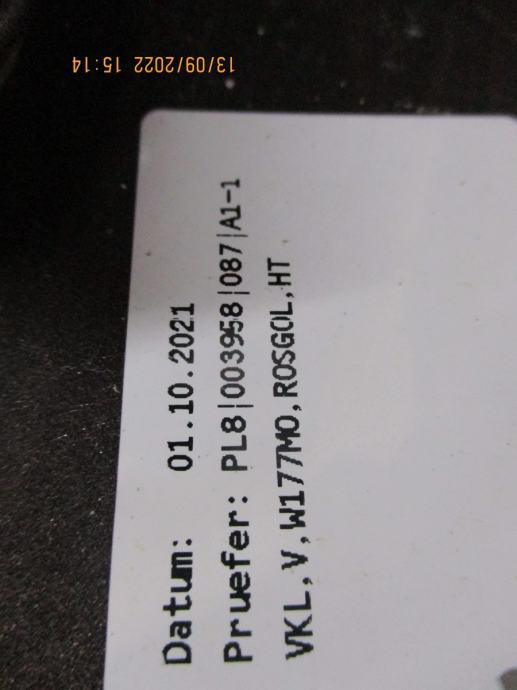 13/09/2022 15:14
Datum: 01.10.2021
Pruefer: PL8|003958|087|A1-1
VKL,V,W177MO,ROSGOL,HT